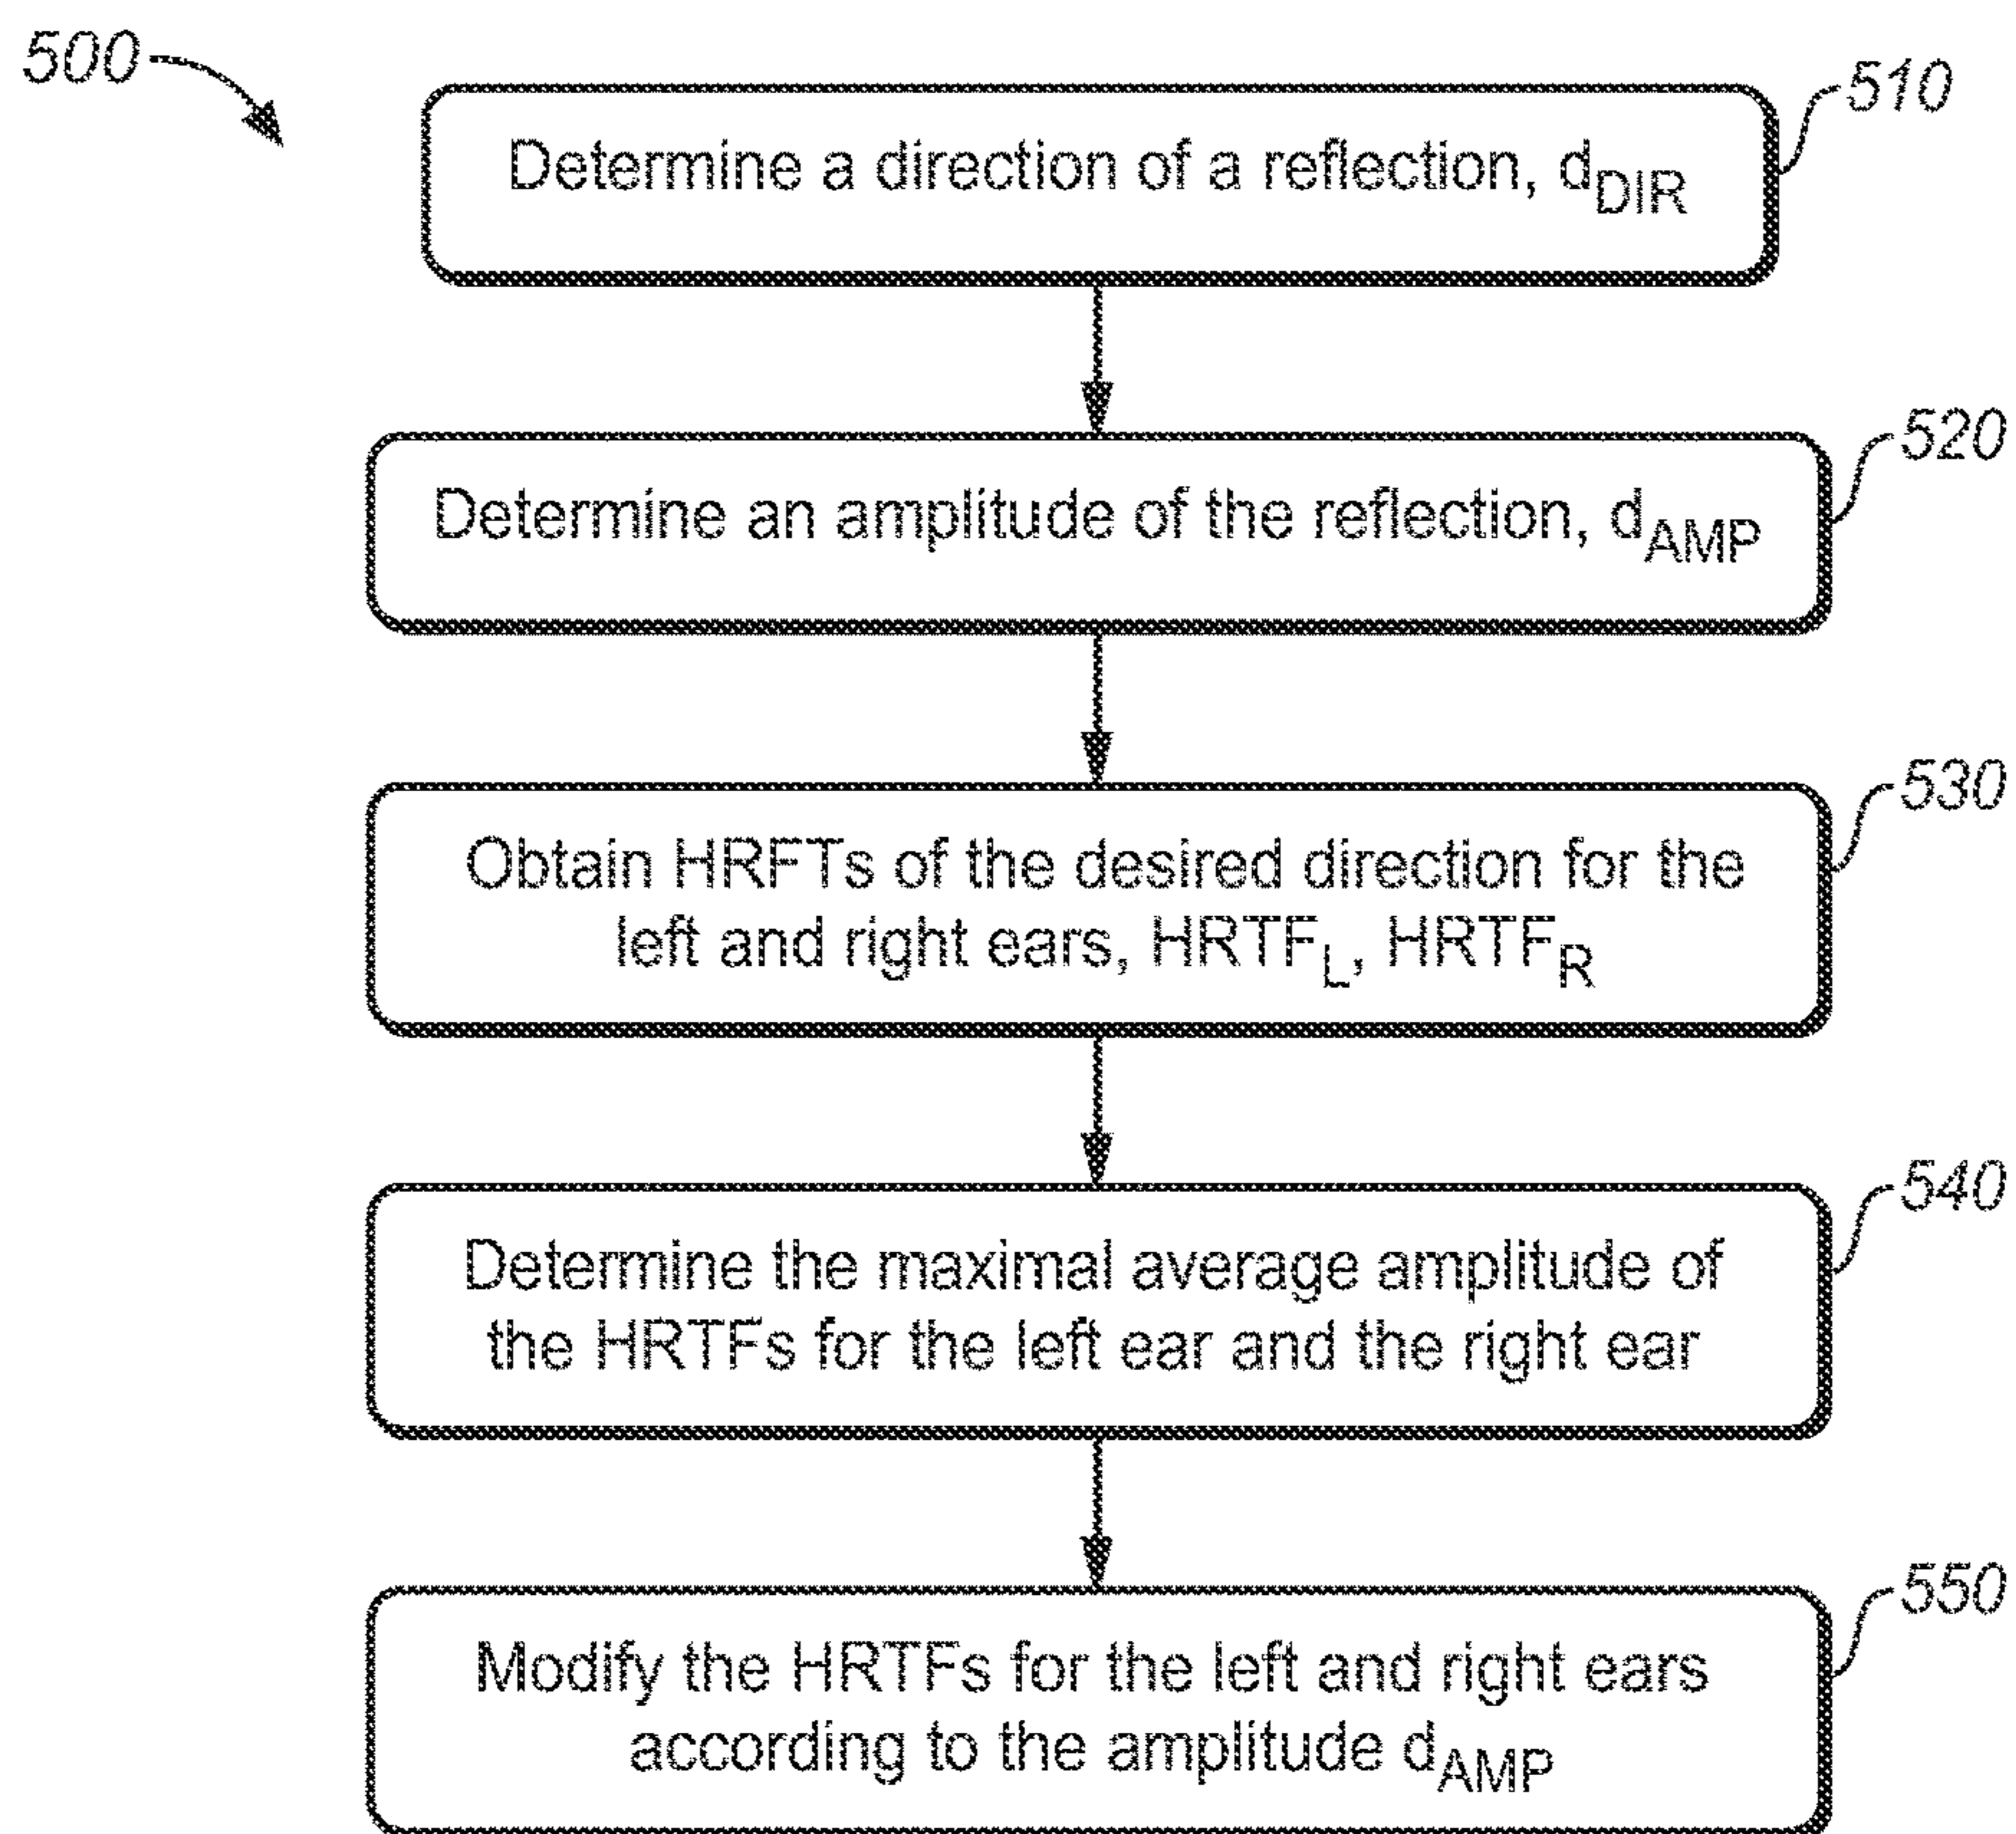 500
510
Determine a direction of a reflection, dDIR
520
Determine an amplitude of the reflection, dAMP
530
Obtain HRFTs of the desired direction for the
left and right ears, HRTFL, HRTFR
540
Determine the maximal average amplitude of
the HRTFs for the left ear and the right ear
550
Modify the HRTFs for the left and right ears
according to the amplitude dAMP